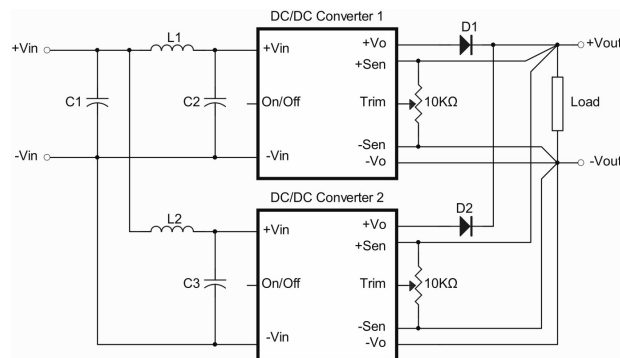 DC/DC Converter 1
D1
+Vin
L1
+Vin
+Vo
+Vout
+Sen
C1
C2
On/Off
Trim
10KΩ
Load
-Sen
-Vin
-Vin
-Vo
-Vout
DC/DC Converter 2
D2
L2
+Vin
+Vo
+Sen
C3
On/Off
Trim
10KΩ
-Sen
-Vin
-Vo